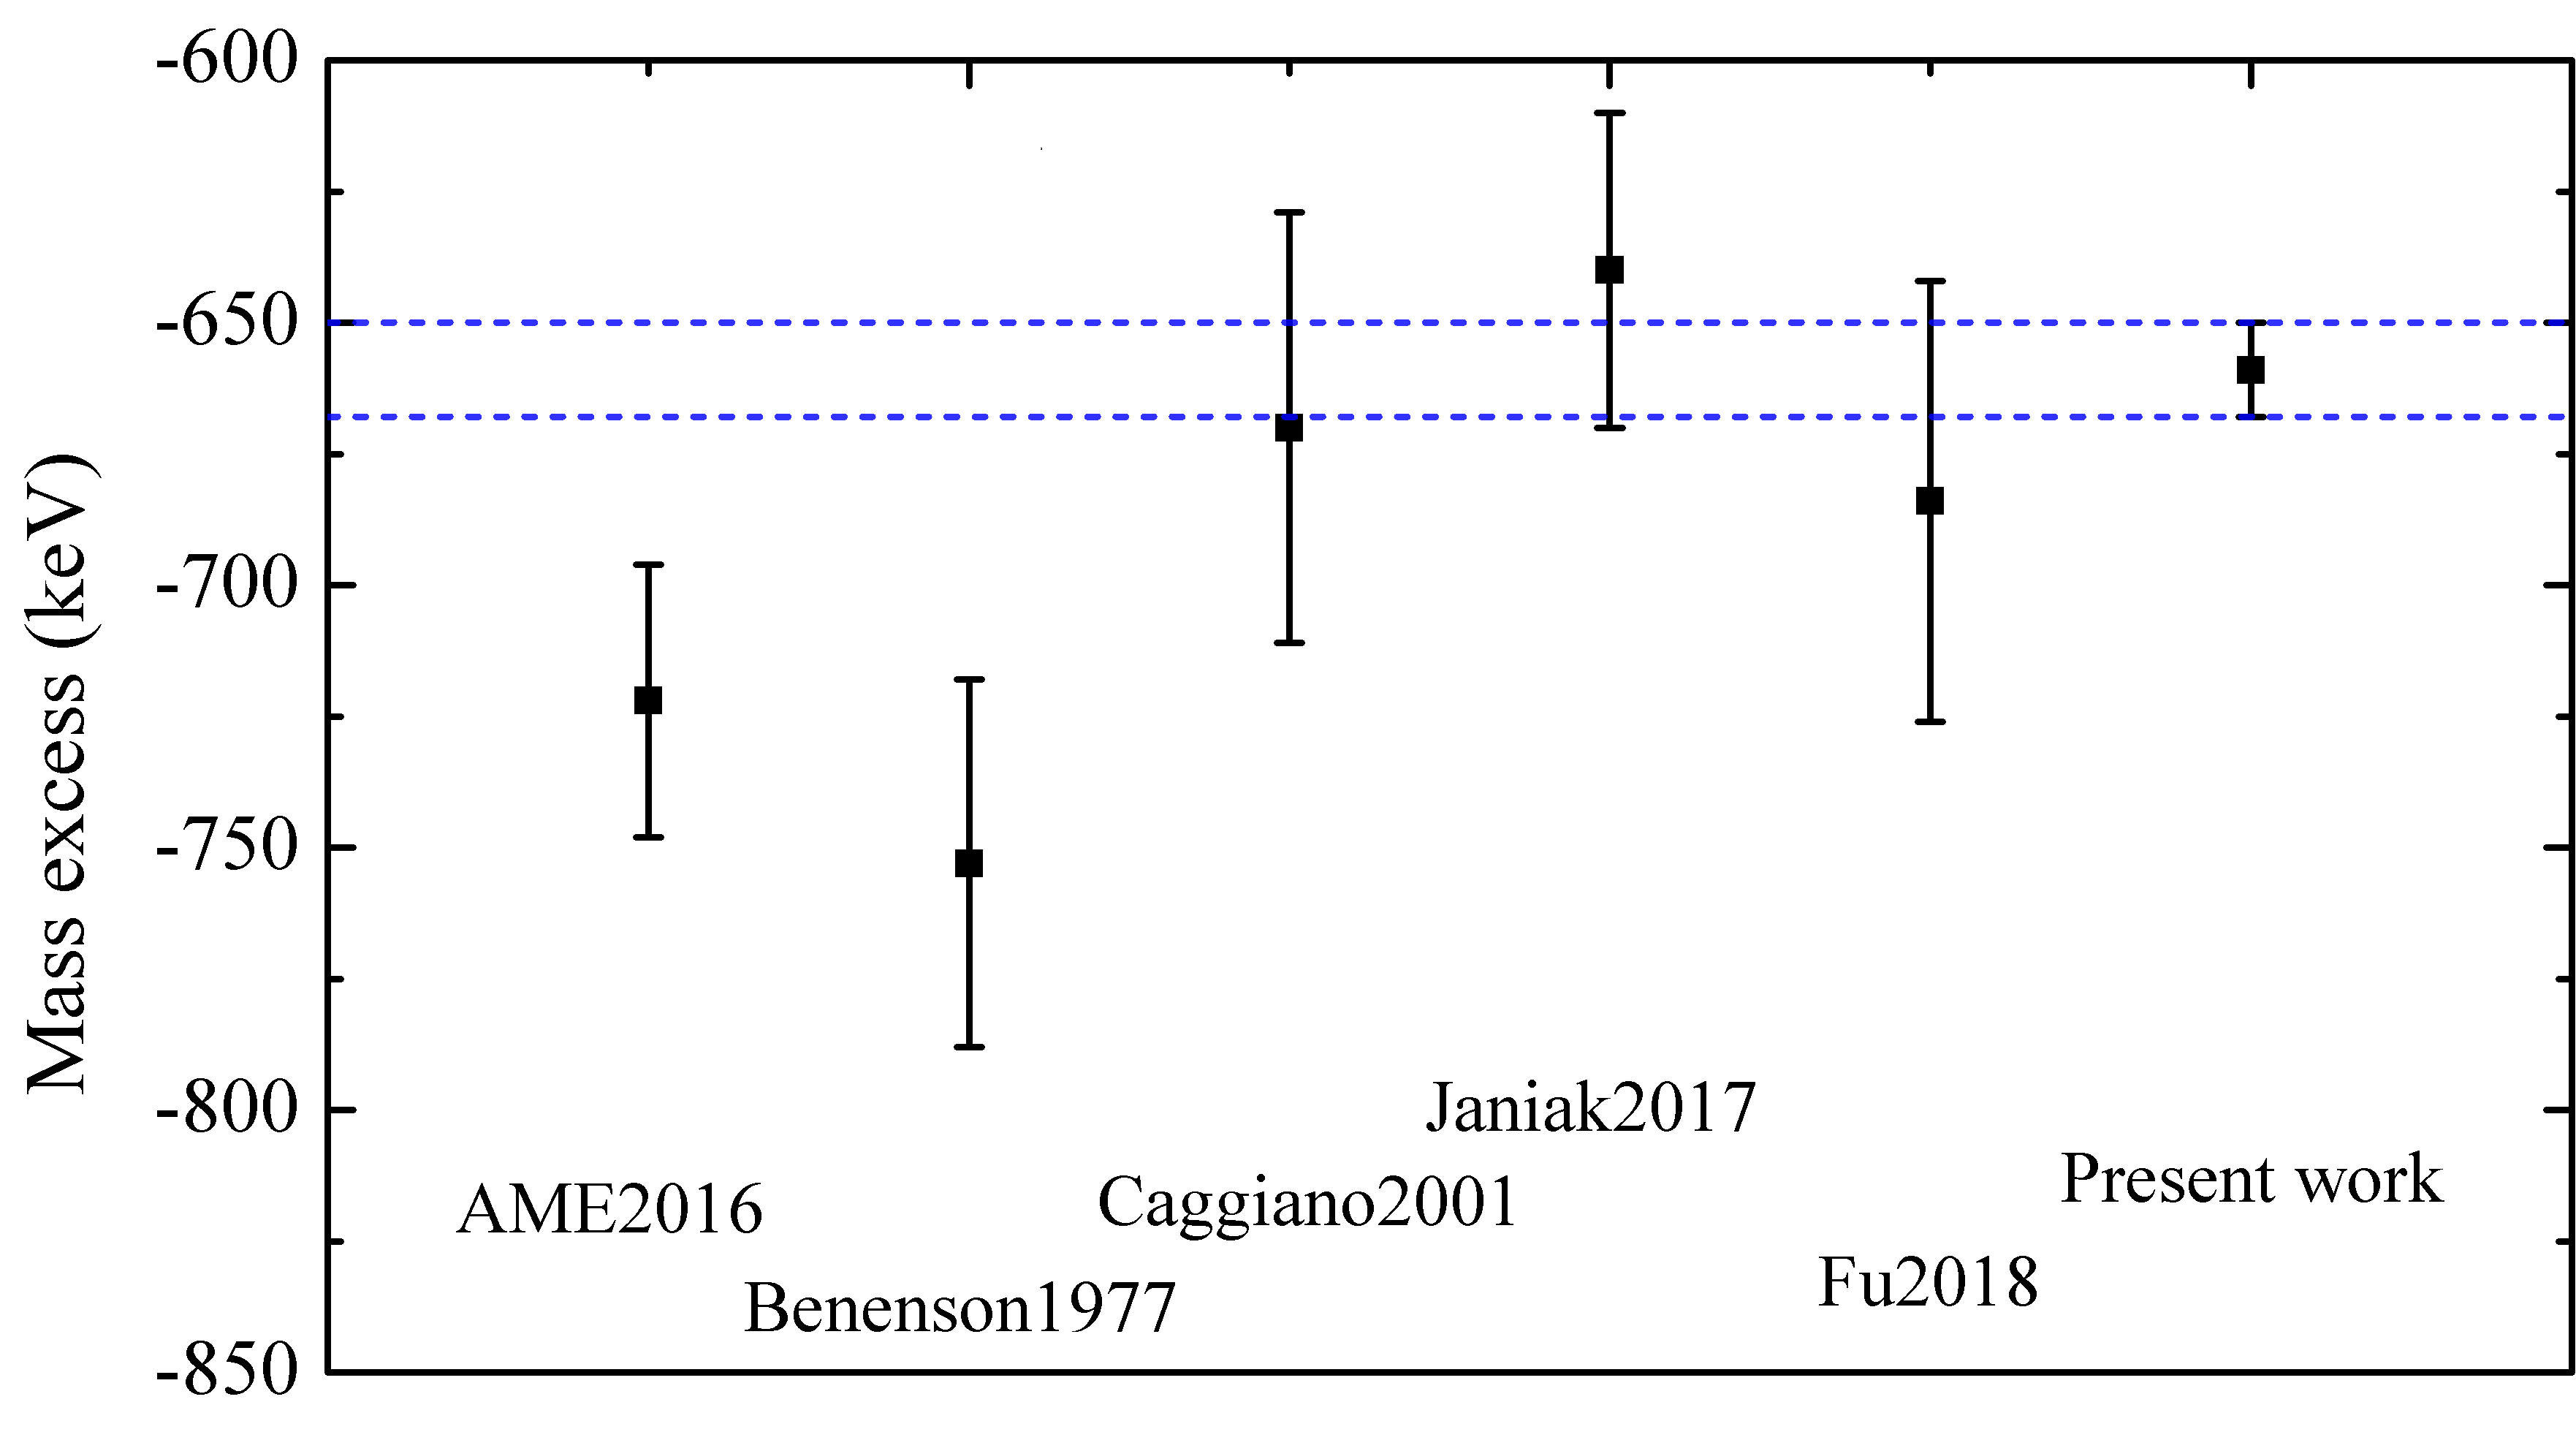 -600
-650
-700
-750
-800
-850
Mass excess (keV)
AME2016
Benenson1977
Caggiano2001
Janiak2017
Fu2018
Present work